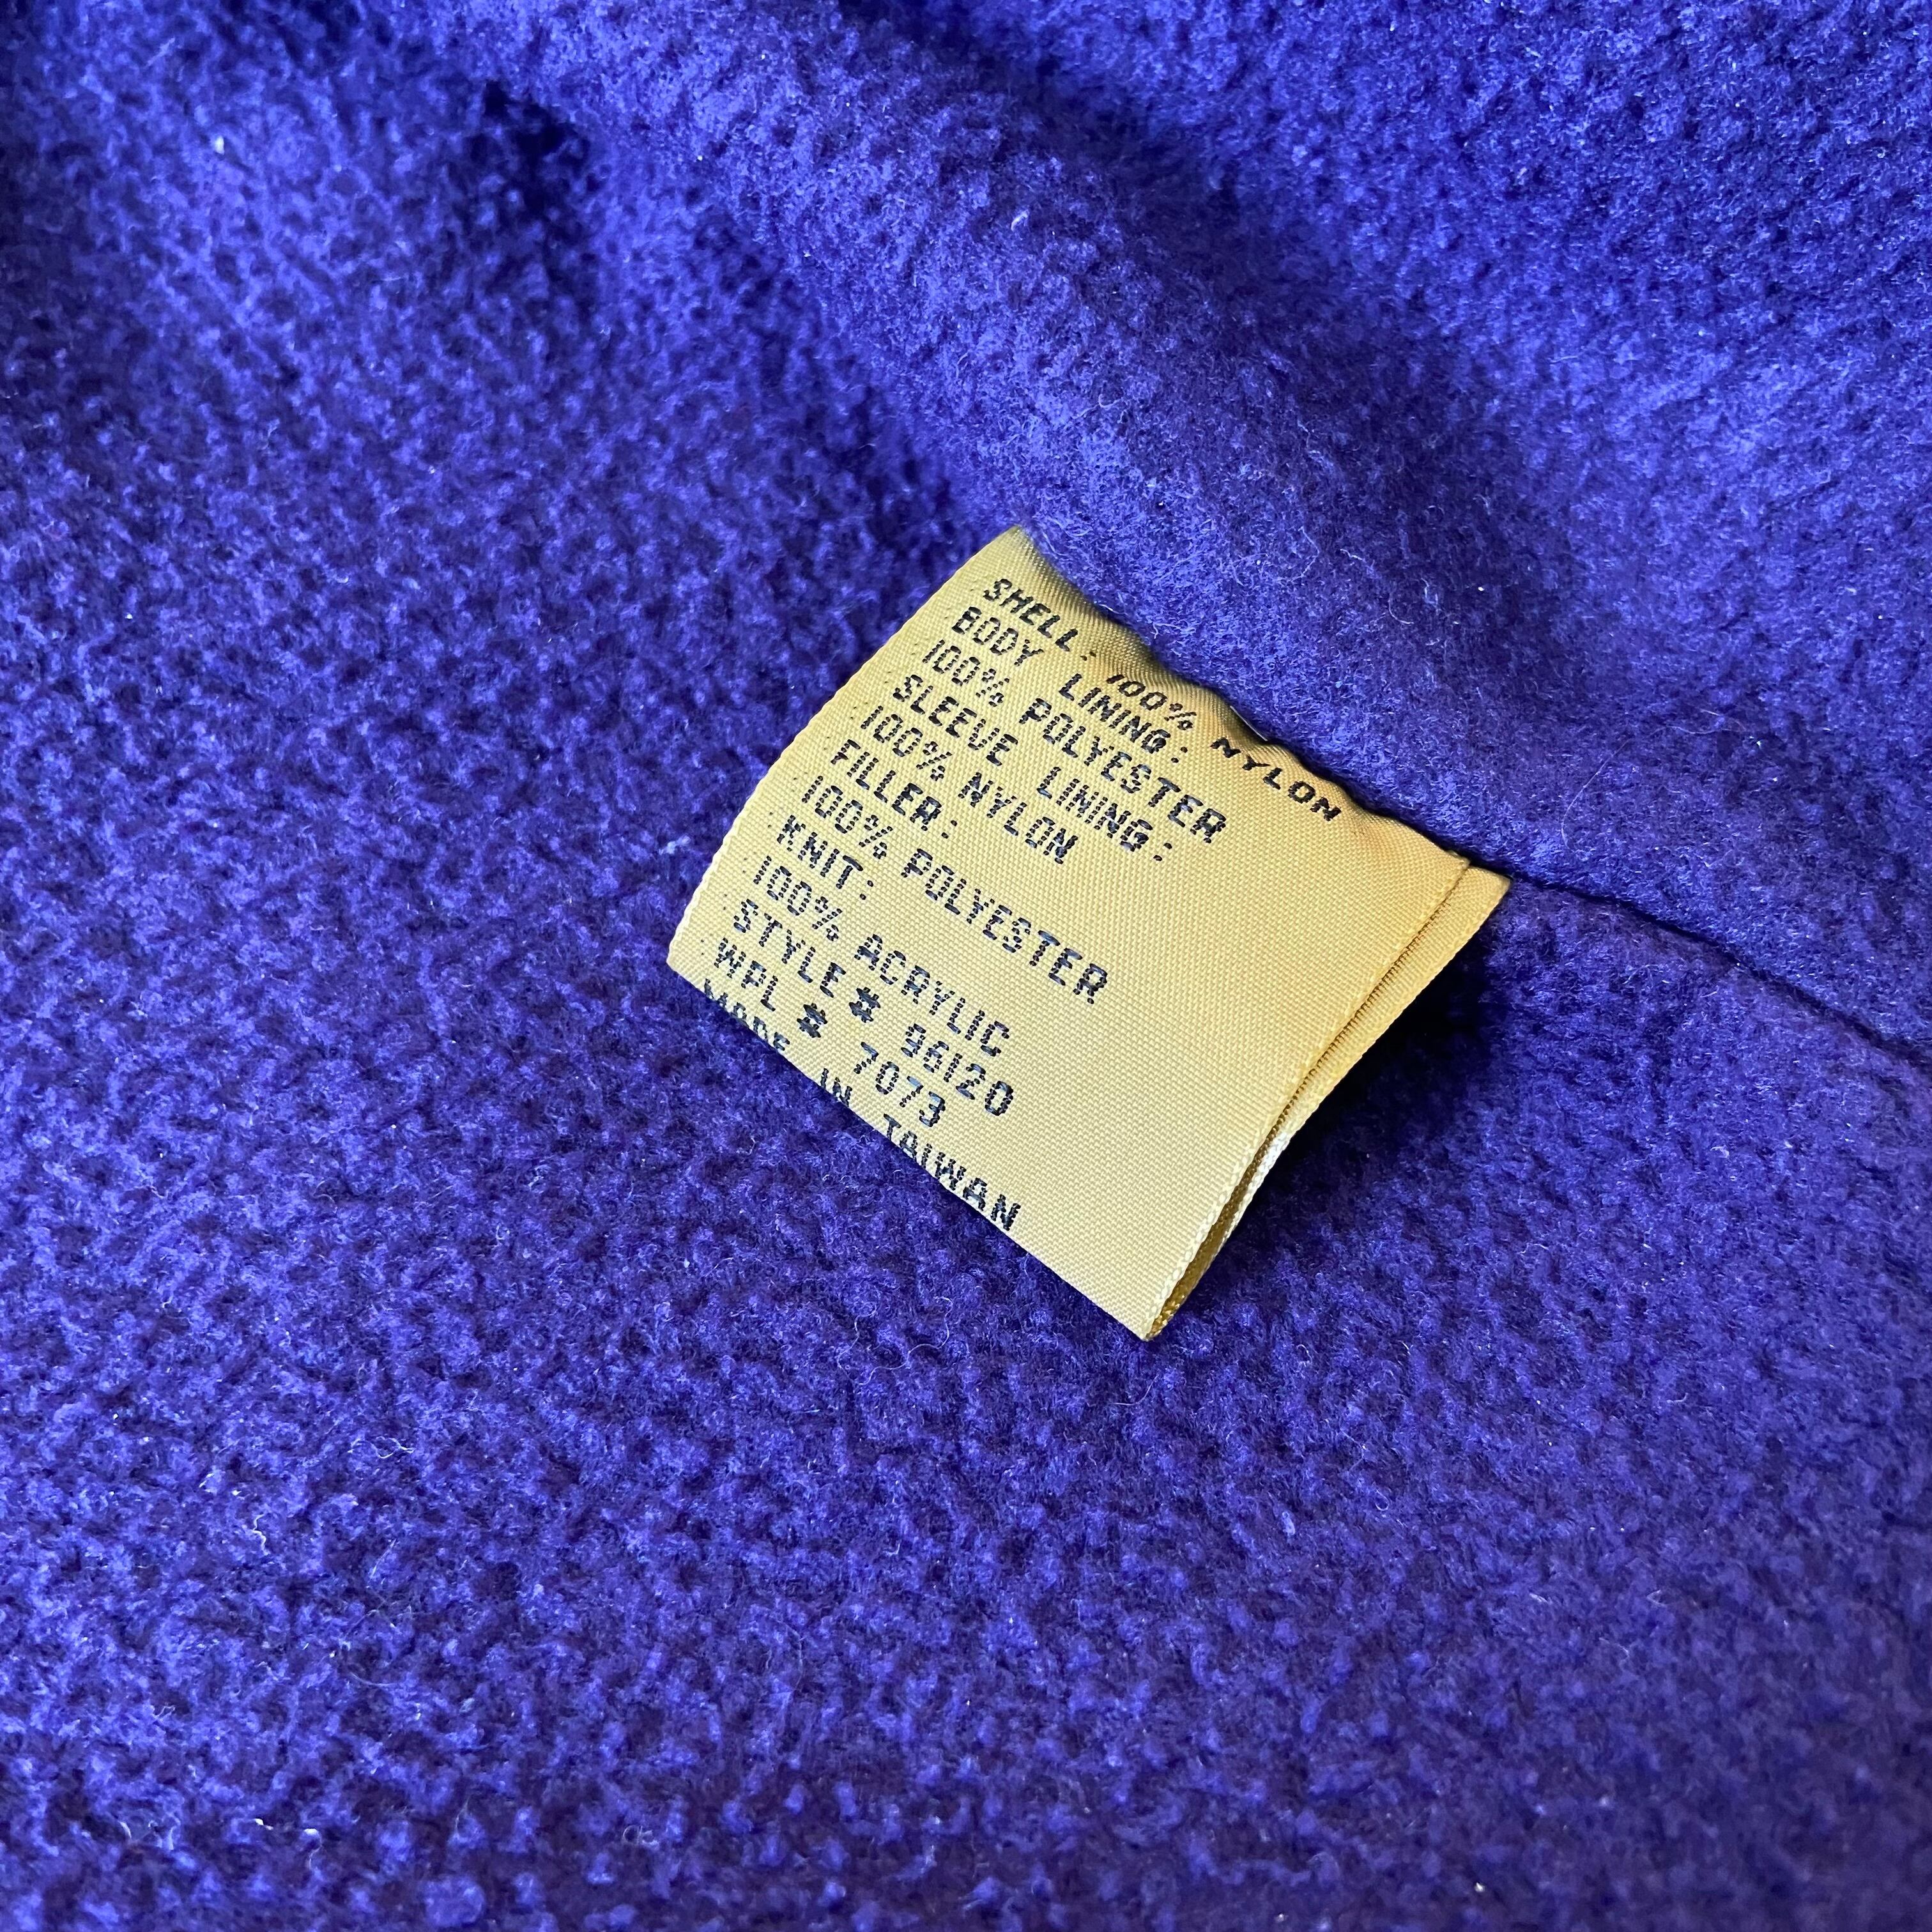 SHELL: 100% NYLON
BODY LINING:
100% POLYESTER
SLEEVE LINING:
100% NYLON
FILLER:
100% POLYESTER
KNIT:
100% ACRYLIC
STYLE# 96120
WPL # 7073
MADE IN TAIWAN